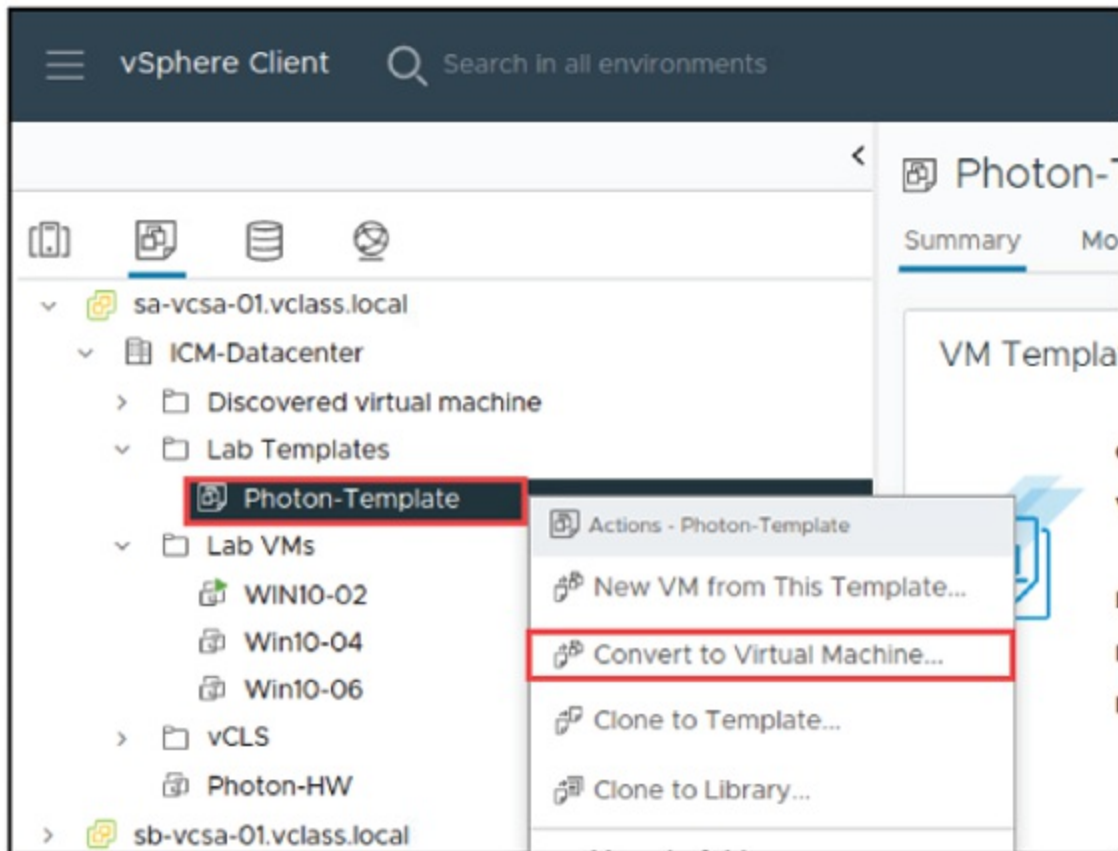 vSphere Client Search in all environments
Photon-
Summary
sa-vcsa-01.vclass.local
ICM-Datacenter
VM
Discovered virtual machine
Lab Templates
Photon-Template
Actions - Photon-Template
Lab VMs
New VM from This Template...
WIN10-02
Convert to Virtual Machine...
Win10-04
Win10-06
Clone to Template...
vCLS
Photon-HW
Clone to Library...
sb-vcsa-01.vclass.local